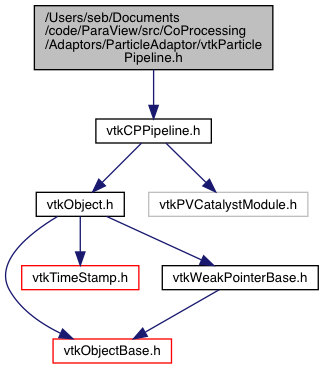 /Users/seb/Documents
/code/ParaView/src/CoProcessing
/Adaptors/ParticleAdaptor/vtkParticle
Pipeline.h
vtkCPPipeline.h
vtkObject.h
vtkPVCatalystModule.h
vtkTimeStamp.h
vtkWeakPointerBase.h
vtkObjectBase.h